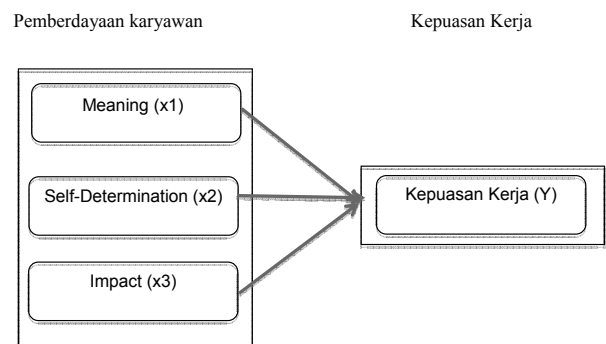 Pemberdayaan karyawan
Kepuasan Kerja
Meaning (x1)
Self-Determination (x2)
Kepuasan Kerja (Y)
Impact (x3)